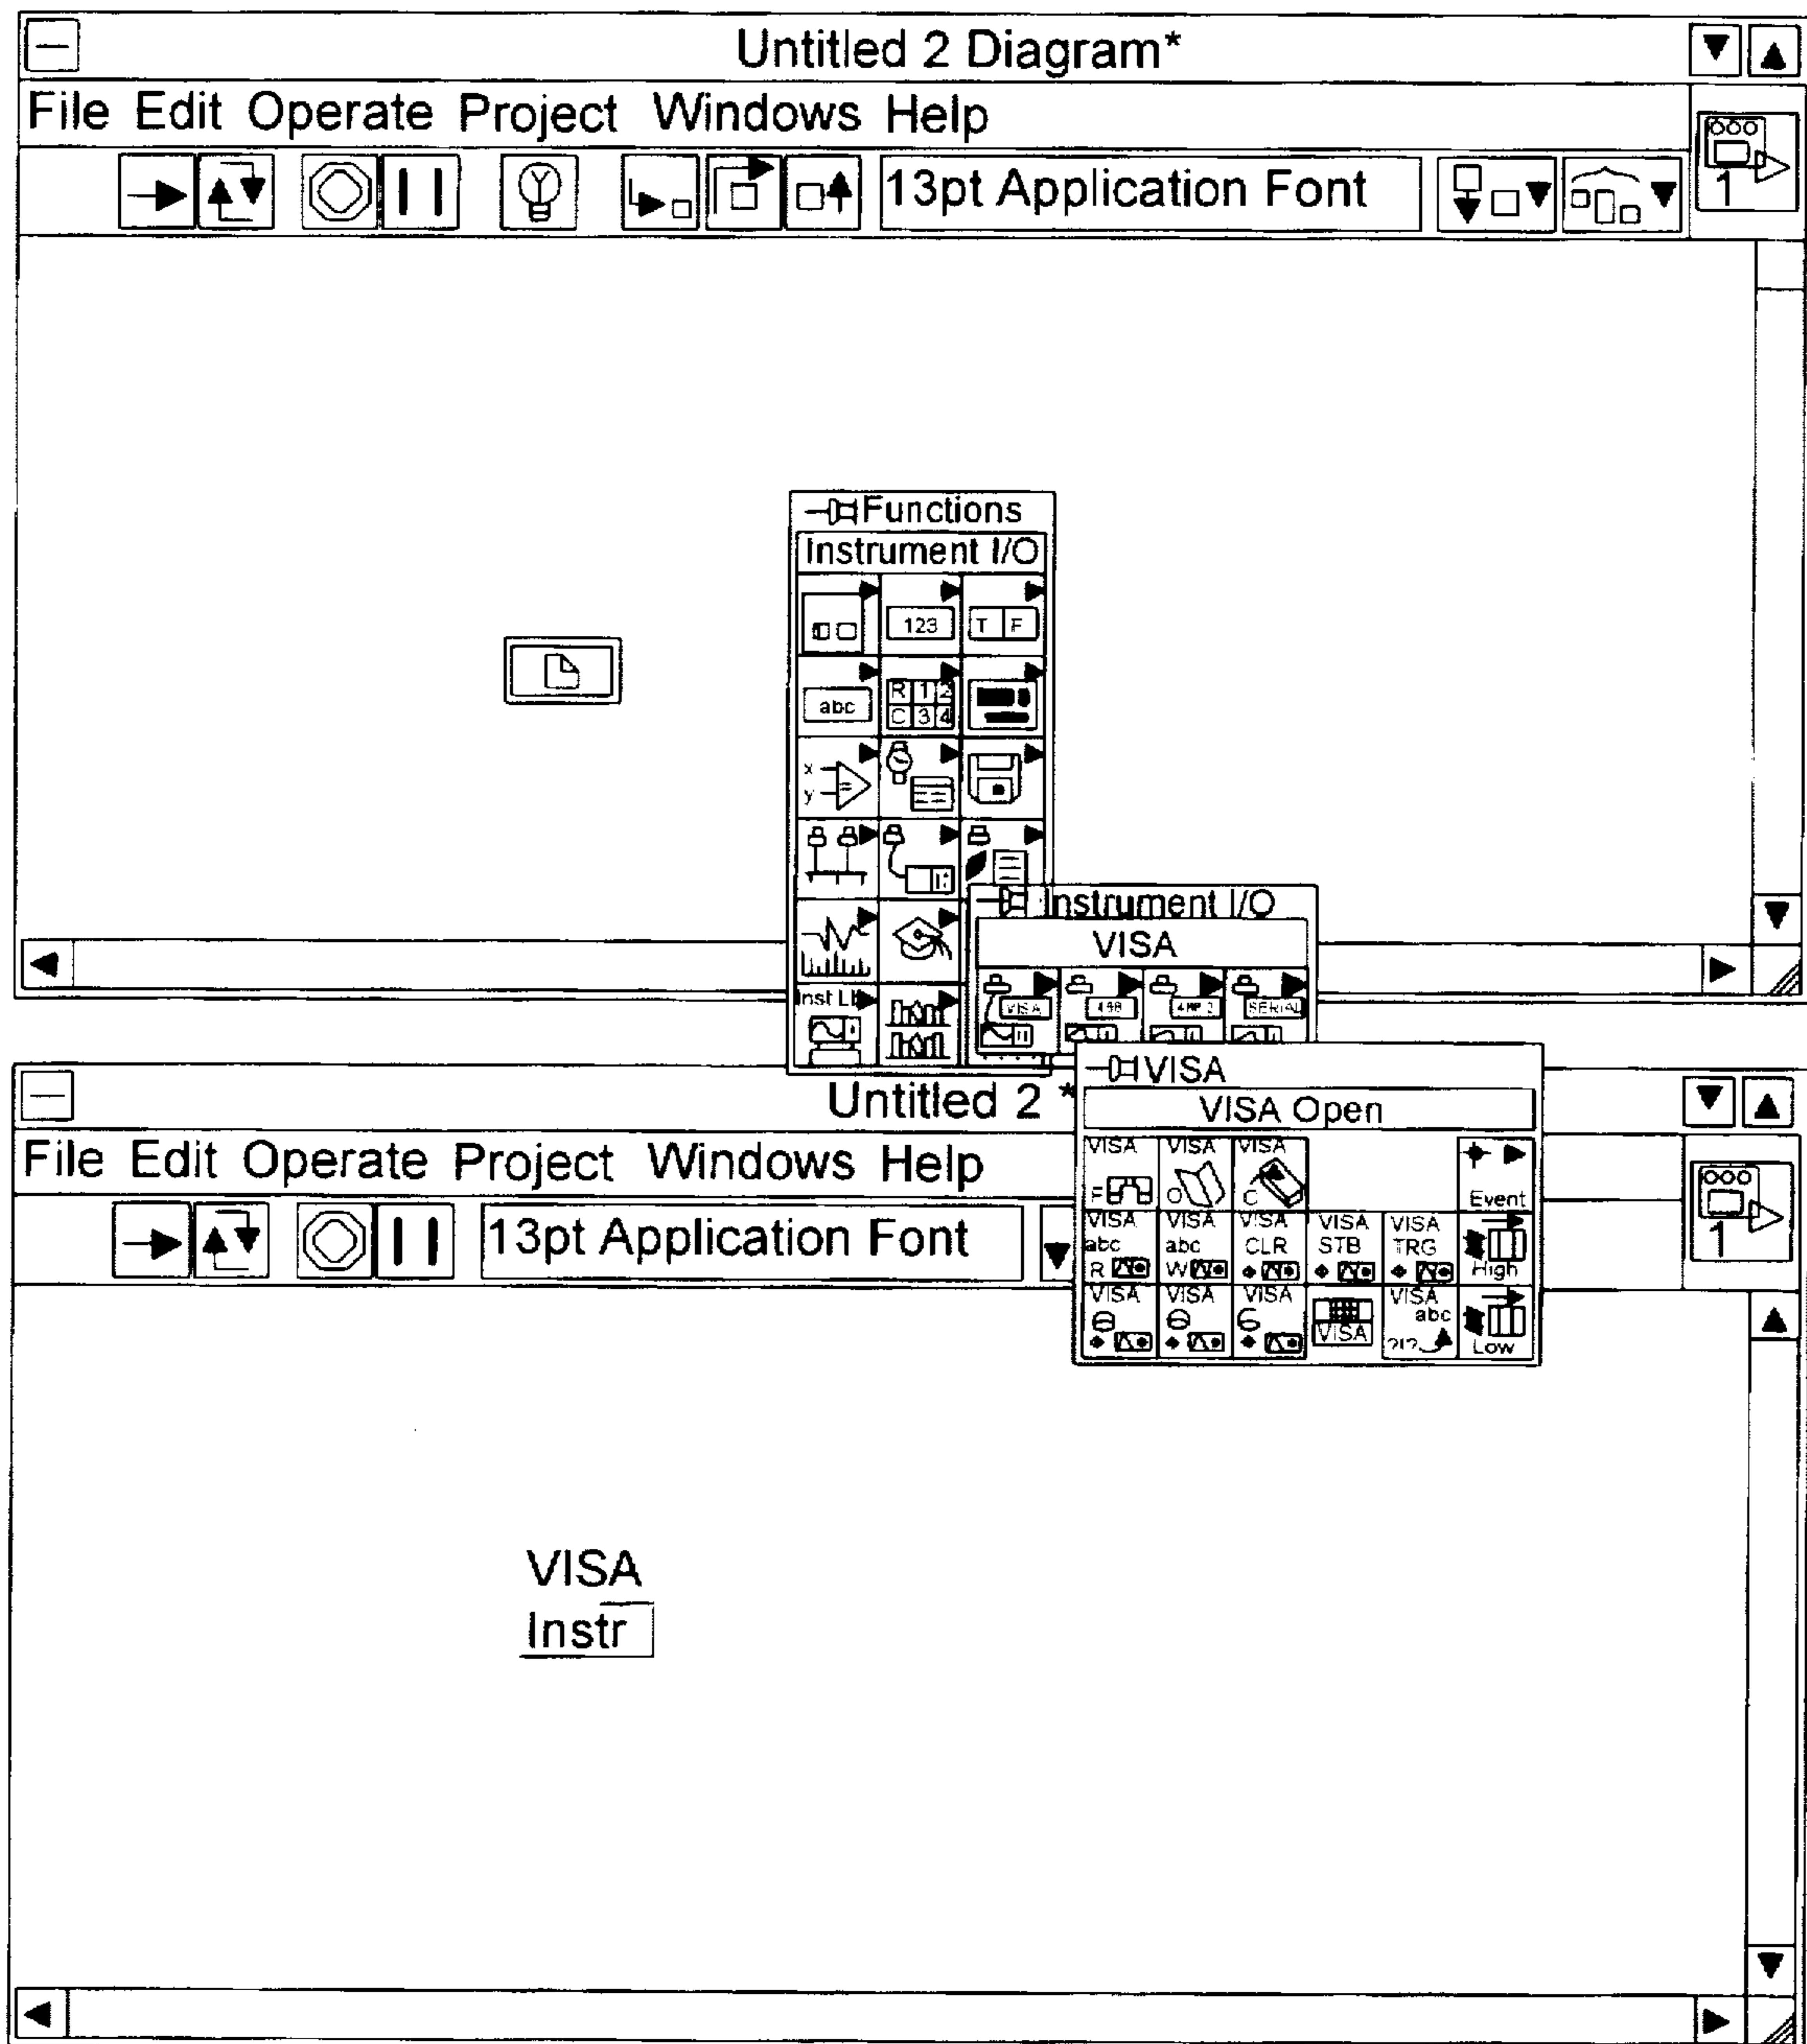 Untitled 2 Diagram*
File Edit Operate Project Windows Help
13pt Application Font
1
Functions
Instrument I/O
123
T F
abc
R 1 2
C 3 4
x
y
Instrument I/O
VISA
Inst
VISA
SERIAL
VISA
VISA Open
Untitled 2 *
File Edit Operate Project Windows Help
13pt Application Font
1
VISA VISA VISA
F O C Event
VISA VISA VISA VISA VISA
abc abc CLR STB TRG
R W High
VISA VISA VISA VISA VISA
abc
?!? Low
VISA
Instr